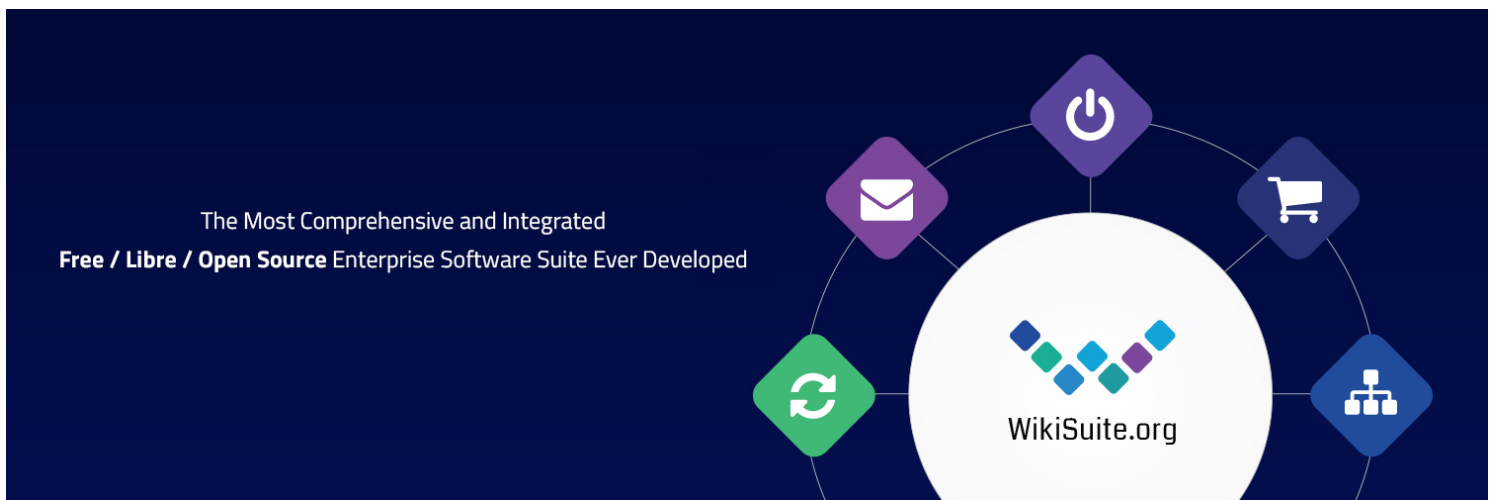 The Most Comprehensive and Integrated
Free / Libre / Open Source Enterprise Software Suite Ever Developed
WikiSuite.org